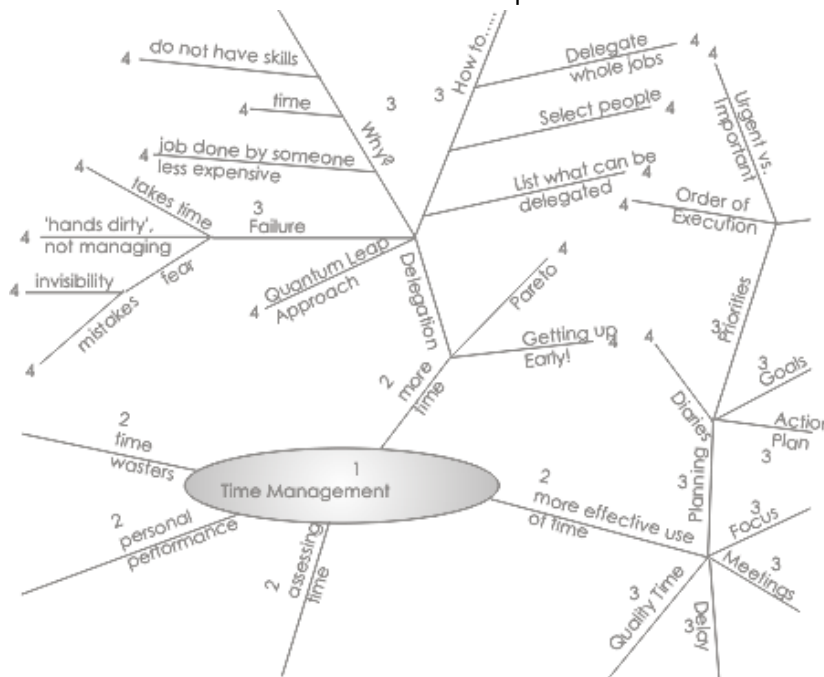 do not have skills
4
time
4
job done by someone
less expensive
4
3
Why?
3
How to.....
Delegate
whole jobs
4
Select people
4
List what can be
delegated
4
4
Urgent vs.
Important
Order of
Execution
4
4
takes time
'hands dirty',
not managing
4
3
Failure
invisibility
4
fear
mistakes
4
Quantum Leap
Approach
4
Delegation
Pareto
4
Getting up
Early!
4
2
more
time
3
Priorities
4
Diaries
3
Goals
Action
Plan
3
3
Planning
2
time
wasters
1
Time Management
2
more effective use
of time
3
Focus
3
Meetings
2
personal
performance
2
assessing
time
3
Quality Time
3
Delay